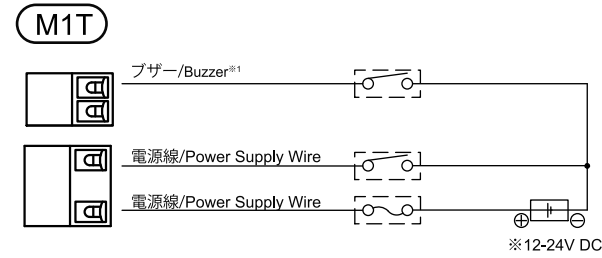 M1T
ブザー/Buzzer※1
電源線/Power Supply Wire
電源線/Power Supply Wire
⊕ ⊖
※12-24V DC